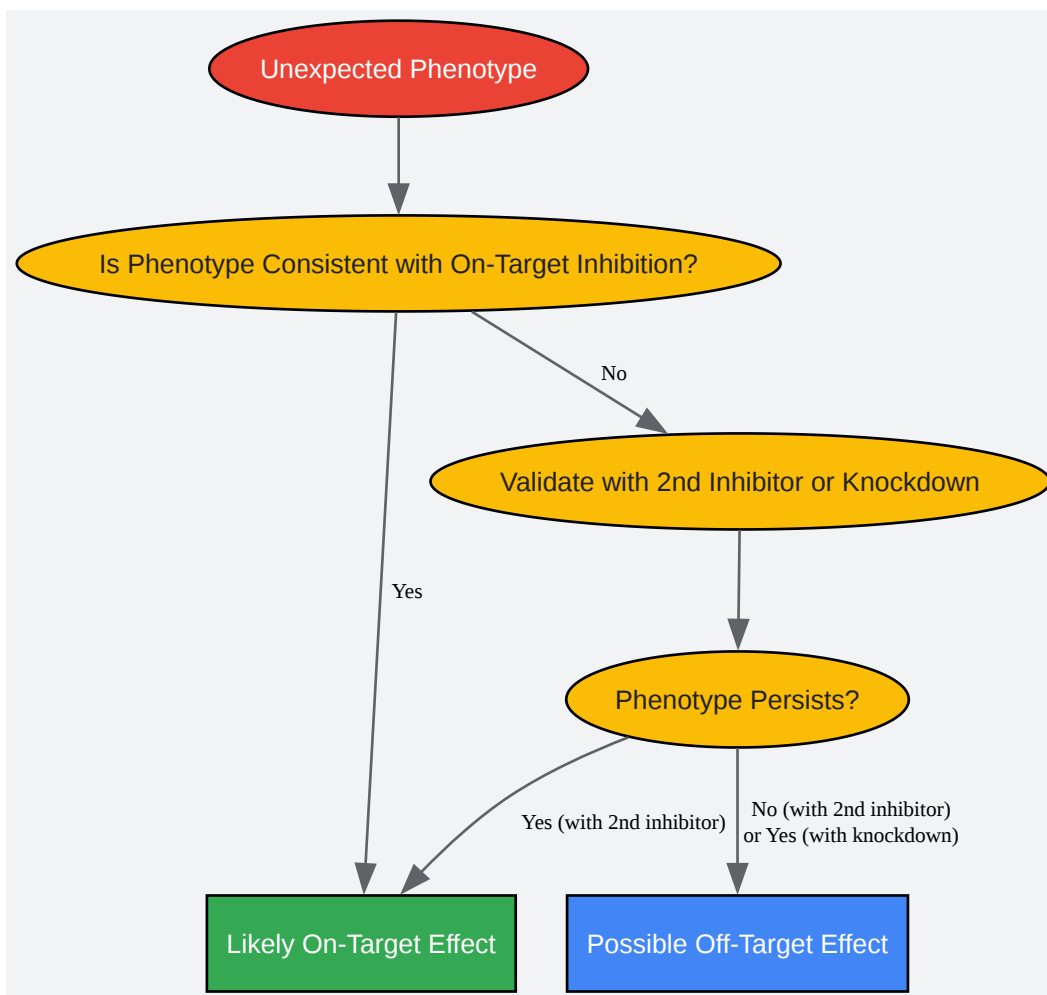 Unexpected Phenotype
Is Phenotype Consistent with On-Target Inhibition?
No
Validate with 2nd Inhibitor or Knockdown
Yes
Phenotype Persists?
Yes (with 2nd inhibitor)
No (with 2nd inhibitor)
or Yes (with knockdown)
Likely On-Target Effect
Possible Off-Target Effect